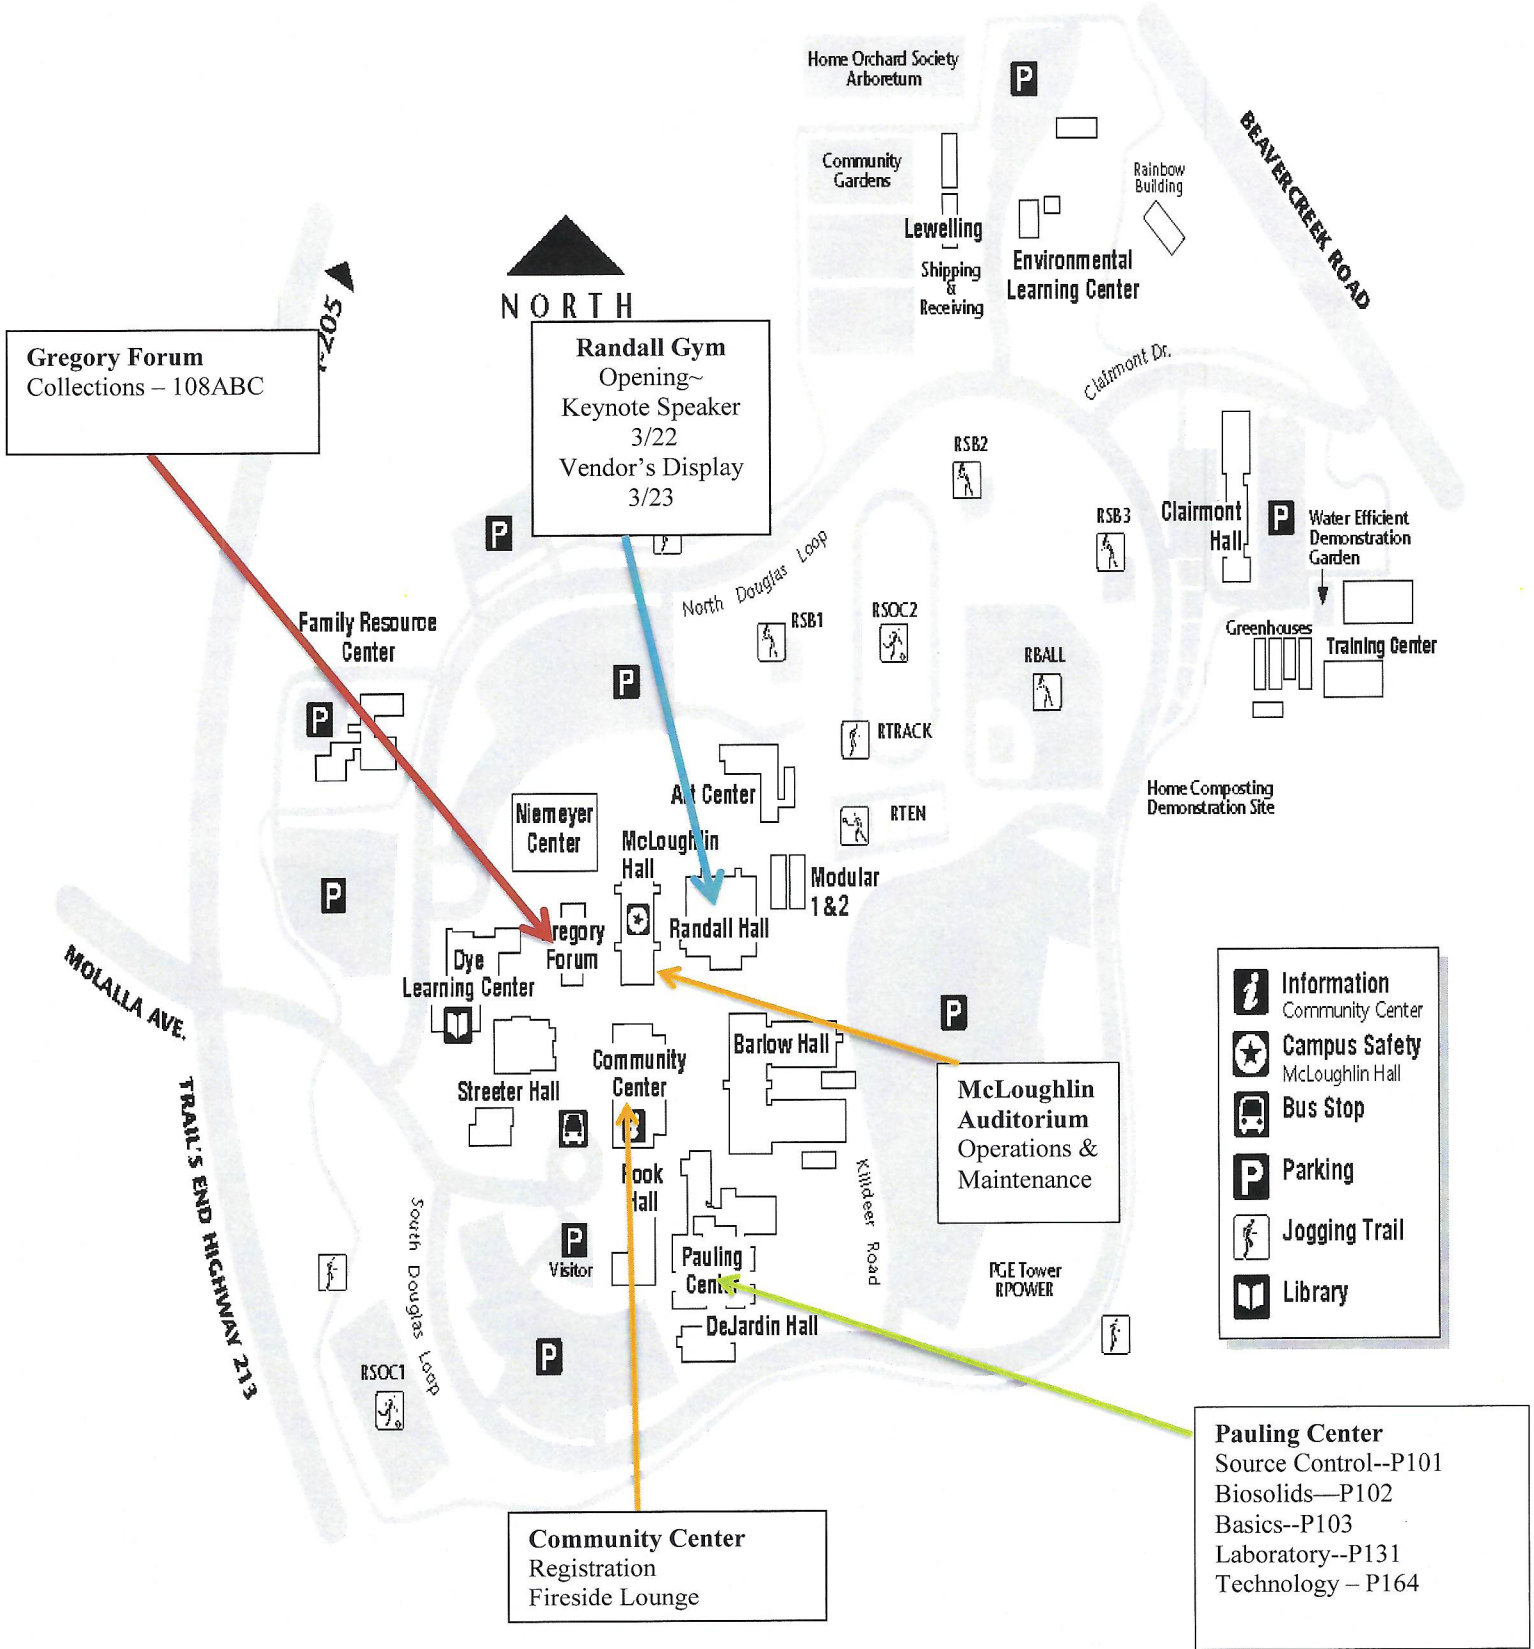 Home Orchard Society
Arboretum
P
Community
Gardens
Rainbow
Building
BEAVERCREEK ROAD
Lewelling
Shipping
&
Receiving
Environmental
Learning Center
NORTH
I-205
Gregory Forum
Collections – 108ABC
Randall Gym
Opening~
Keynote Speaker
3/22
Vendor's Display
3/23
Clairmont Dr.
RSB2
RSB3
Clairmont
Hall
P
Water Efficient
Demonstration
Garden
P
North Douglas Loop
RSB1
RSOC2
RBALL
Greenhouses
Training Center
Family Resource
Center
P
P
RTRACK
Art Center
RTEN
Home Composting
Demonstration Site
Niemeyer
Center
McLoughlin
Hall
Modular
1 & 2
P
Randall Hall
regory
Forum
Dye
Learning Center
MOLALLA AVE.
P
Barlow Hall
Community
Center
Streeter Hall
McLoughlin
Auditorium
Operations &
Maintenance
Information
Community Center
Campus Safety
McLoughlin Hall
Bus Stop
P
Parking
Jogging Trail
Library
TRAIL'S END HIGHWAY 213
South Douglas Loop
ook
Hall
Killdeer Road
P
Visitor
Pauling
Cent
PGE Tower
RPOWER
DeJardin Hall
P
RSOC1
Pauling Center
Source Control--P101
Biosolids—P102
Basics--P103
Laboratory--P131
Technology – P164
Community Center
Registration
Fireside Lounge